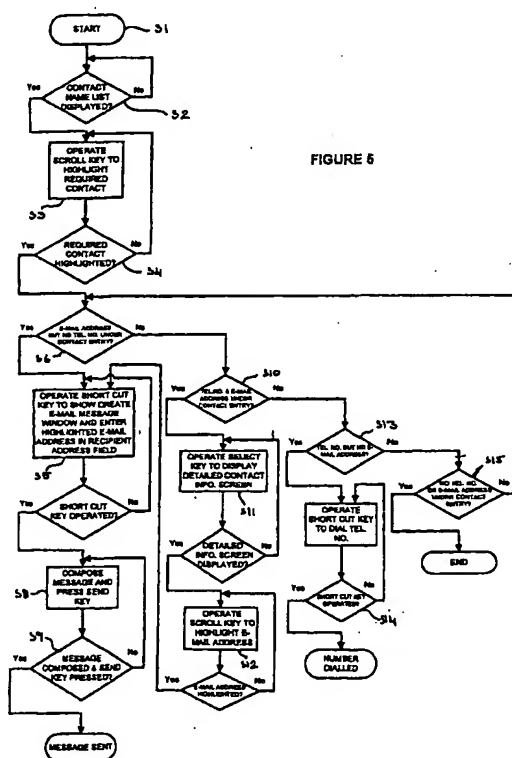 START
S1
CONTACT
NAME LIST
DISPLAYED?
Yes
No
S2
FIGURE 5
OPERATE
SCROLL KEY TO
HIGHLIGHT
REQUIRED
CONTACT
S3
REQUIRED
CONTACT
HIGHLIGHTED?
Yes
No
S4
E-MAIL ADDRESS
BUT NO TEL. NO. UNDER
CONTACT ENTRY?
Yes
No
S6
OPERATE SHORT CUT
KEY TO SHOW CREATE
E-MAIL MESSAGE
WINDOW AND ENTER
HIGHLIGHTED E-MAIL
ADDRESS IN RECIPIENT
ADDRESS FIELD
SHORT CUT
KEY OPERATED?
Yes
No
COMPOSE
MESSAGE AND
PRESS SEND
KEY
S8
MESSAGE
COMPOSED & SEND
KEY PRESSED?
Yes
No
S9
MESSAGE SENT
TEL. NO. & E-MAIL
ADDRESS UNDER
CONTACT ENTRY?
Yes
No
S10
OPERATE SELECT
KEY TO DISPLAY
DETAILED CONTACT
INFO. SCREEN
S11
DETAILED
INFO. SCREEN
DISPLAYED?
Yes
No
OPERATE
SCROLL KEY TO
HIGHLIGHT E-
MAIL ADDRESS
S12
E-MAIL ADDRESS
HIGHLIGHTED?
Yes
No
TEL. NO. BUT NO E-
MAIL ADDRESS?
Yes
No
S13
OPERATE
SHORT CUT KEY
TO DIAL TEL.
NO.
SHORT CUT KEY
OPERATED?
Yes
No
S14
NUMBER
DIALLED
NO TEL. NO.
OR E-MAIL ADDRESS
UNDER CONTACT
ENTRY?
Yes
No
S15
END